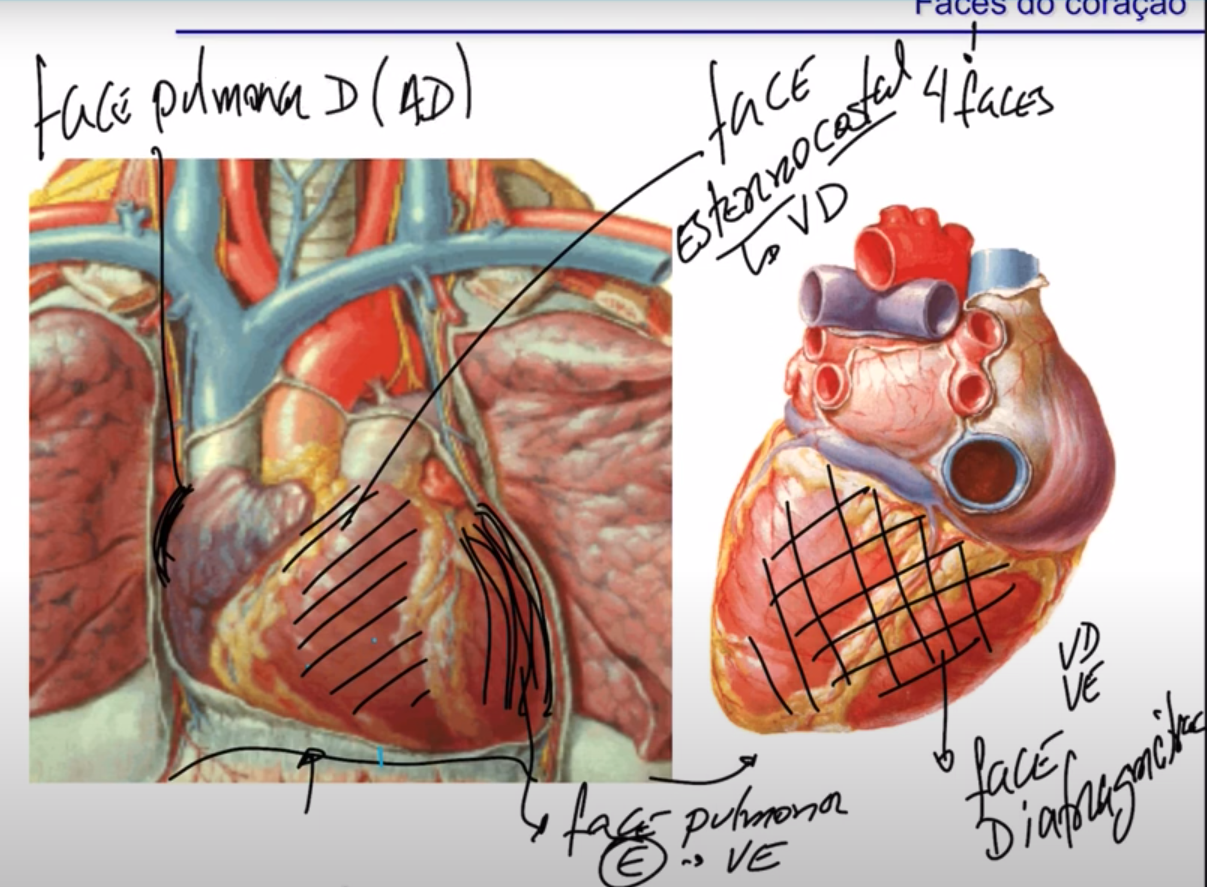 Faces do coração
face pulmonar D (AD)
face
esternocostal
↳ VD
4 faces
VD
VE
face
Diafragmática
face pulmonar
E → VE